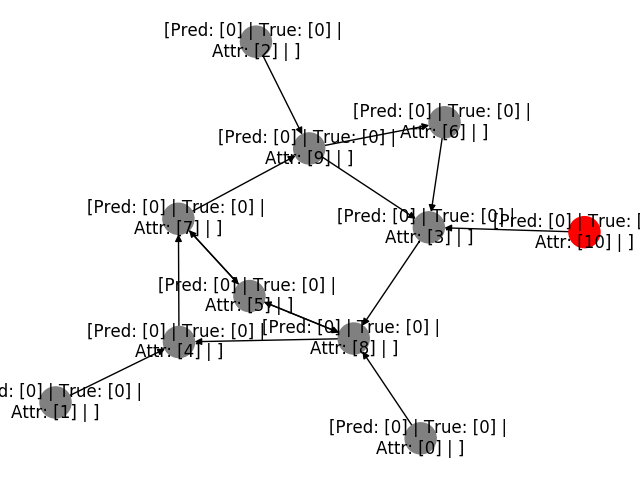 [Pred: [0] | True: [0] |
Attr: [2] | ]
[Pred: [0] | True: [0] |
Attr: [6] | ]
[Pred: [0] | True: [0] |
Attr: [9] | ]
[Pred: [0] | True: [0] |
Attr: [7] | ]
[Pred: [0] | True: [0] |
Attr: [3] | ]
[Pred: [0] | True: [
Attr: [10] | ]
[Pred: [0] | True: [0] |
Attr: [5] | ]
[Pred: [0] | True: [0] |
Attr: [4] | ]
[Pred: [0] | True: [0] |
Attr: [8] | ]
d: [0] | True: [0] |
Attr: [1] | ]
[Pred: [0] | True: [0] |
Attr: [0] | ]